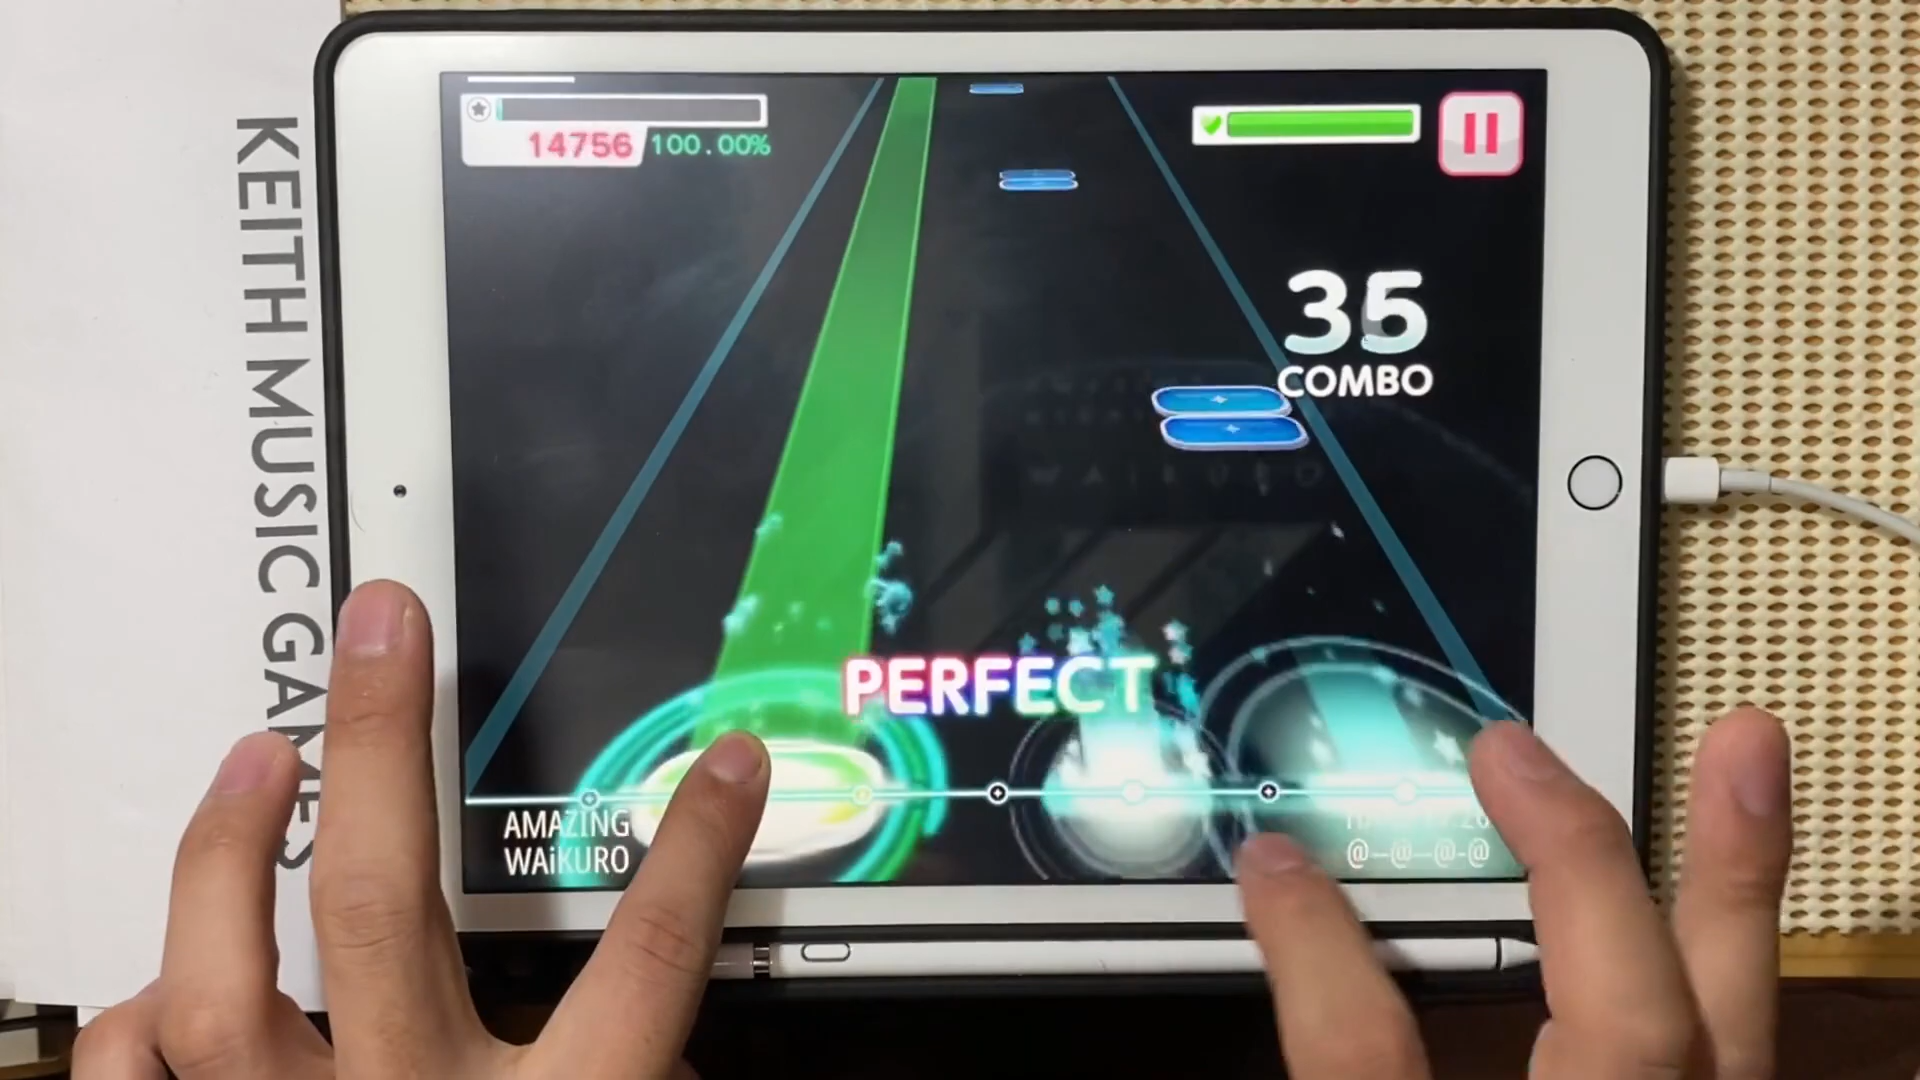 KEITH MUSIC GAMES
14756 100.00%
35
COMBO
PERFECT
AMAZING
WAiKURO
@--@--@-@